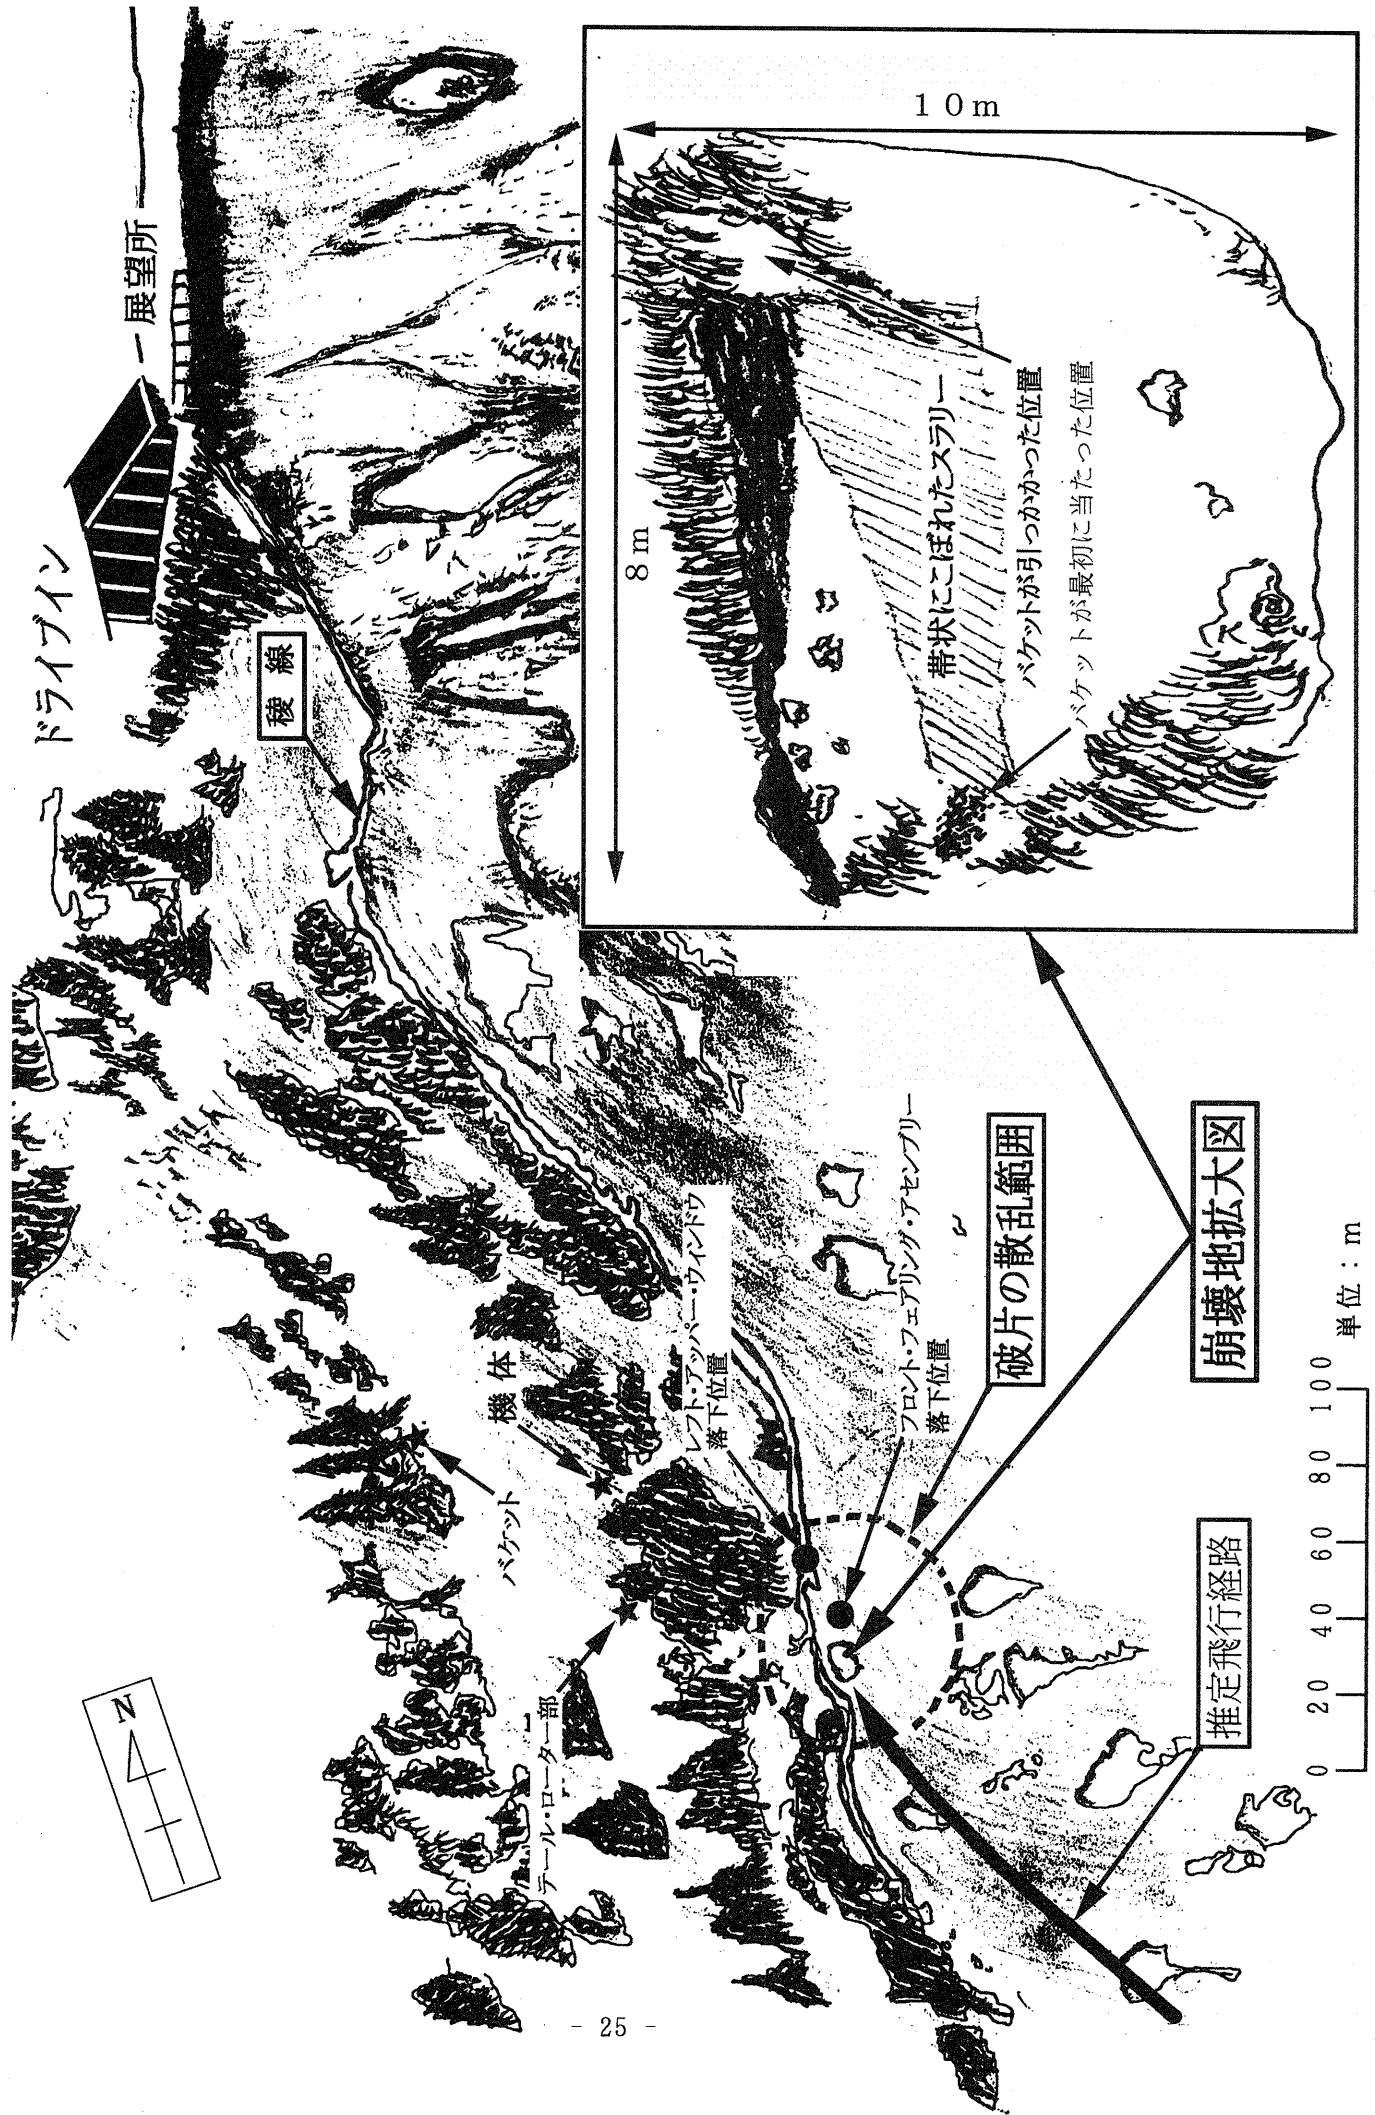 ドライブイン
展望所
稜 線
10m
8m
帯状にこぼれたスラリー
バケットが引っかかった位置
バケットが最初に当たった位置
機体
バケット
テール・ローター部
レフト・アッパー・ウィンドウ
落下位置
フロント・フェアリング・アセンブリー
落下位置
破片の散乱範囲
崩壊地拡大図
推定飛行経路
N
0 20 40 60 80 100
単位：m
- 25 -